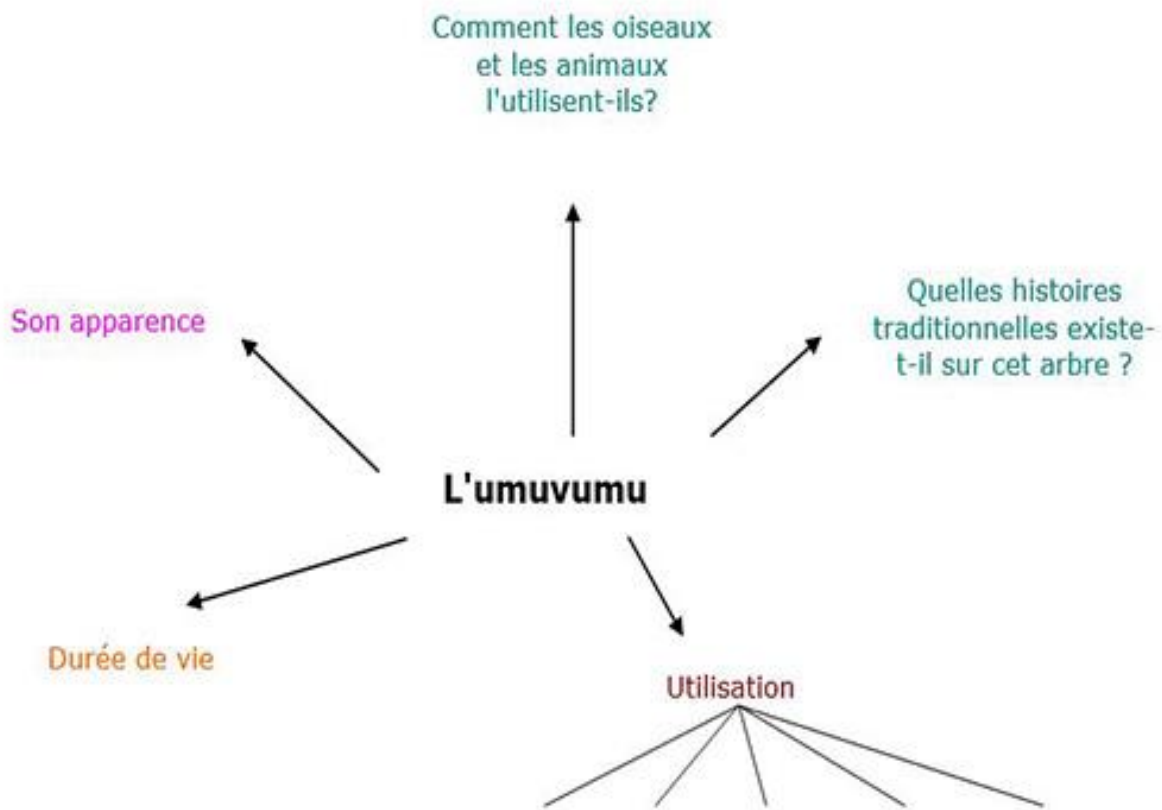 Comment les oiseaux
et les animaux
l'utilisent-ils?
Son apparence
Quelles histoires
traditionnelles existe-
t-il sur cet arbre ?
L'umuvumu
Durée de vie
Utilisation